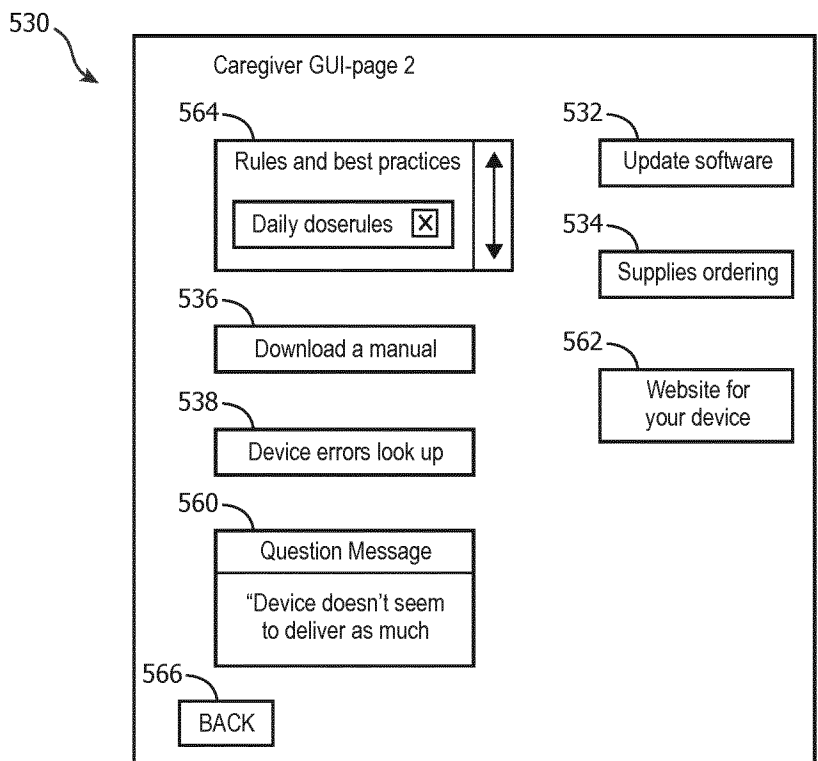 530
Caregiver GUI-page 2
564
Rules and best practices
Daily doserules X
536
Download a manual
538
Device errors look up
560
Question Message
“Device doesn’t seem
to deliver as much
566
BACK
532
Update software
534
Supplies ordering
562
Website for
your device